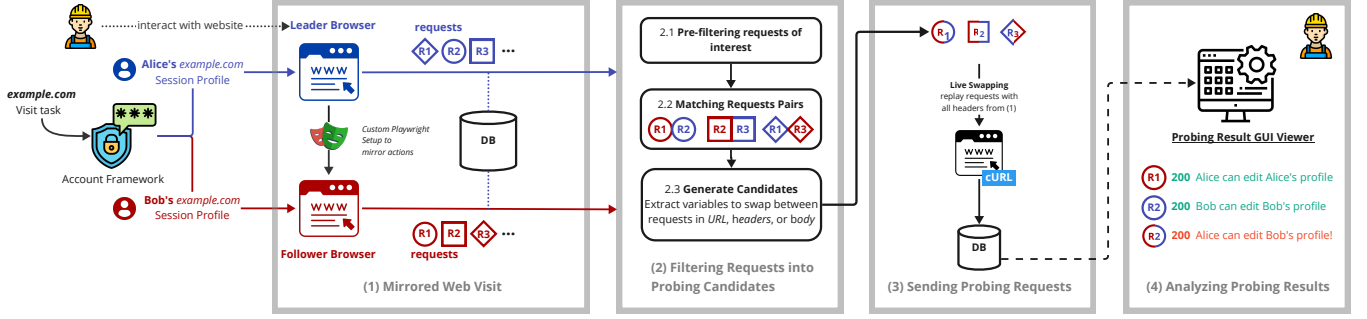 example.com
Visit task
Account Framework
interact with website
Alice's example.com
Session Profile
Bob's example.com
Session Profile
Leader Browser
WWW
Custom Playwright
Setup to
mirror actions
WWW
Follower Browser
requests
R1 R2 R3 •••
DB
R1 R2 R3 •••
requests
(1) Mirrored Web Visit
2.1 Pre-filtering requests of
interest
2.2 Matching Requests Pairs
R1 R2 R2 R3 R1 R3
2.3 Generate Candidates
Extract variables to swap between
requests in URL, headers, or body
(2) Filtering Requests into
Probing Candidates
R1 R2 R3
Live Swapping
replay requests with
all headers from (1)
WWW
cURL
DB
(3) Sending Probing Requests
Probing Result GUI Viewer
R1 200 Alice can edit Alice's profile
R2 200 Bob can edit Bob's profile
R2 200 Alice can edit Bob's profile!
(4) Analyzing Probing Results